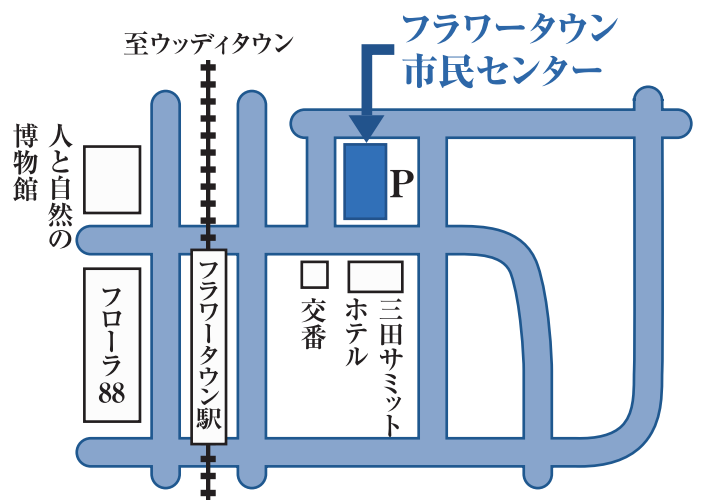 フラワータウン
市民センター
至ウッディタウン
人と自然の
博物館
P
フラワータウン駅
フローラ
88
交番
三田サミット
ホテル